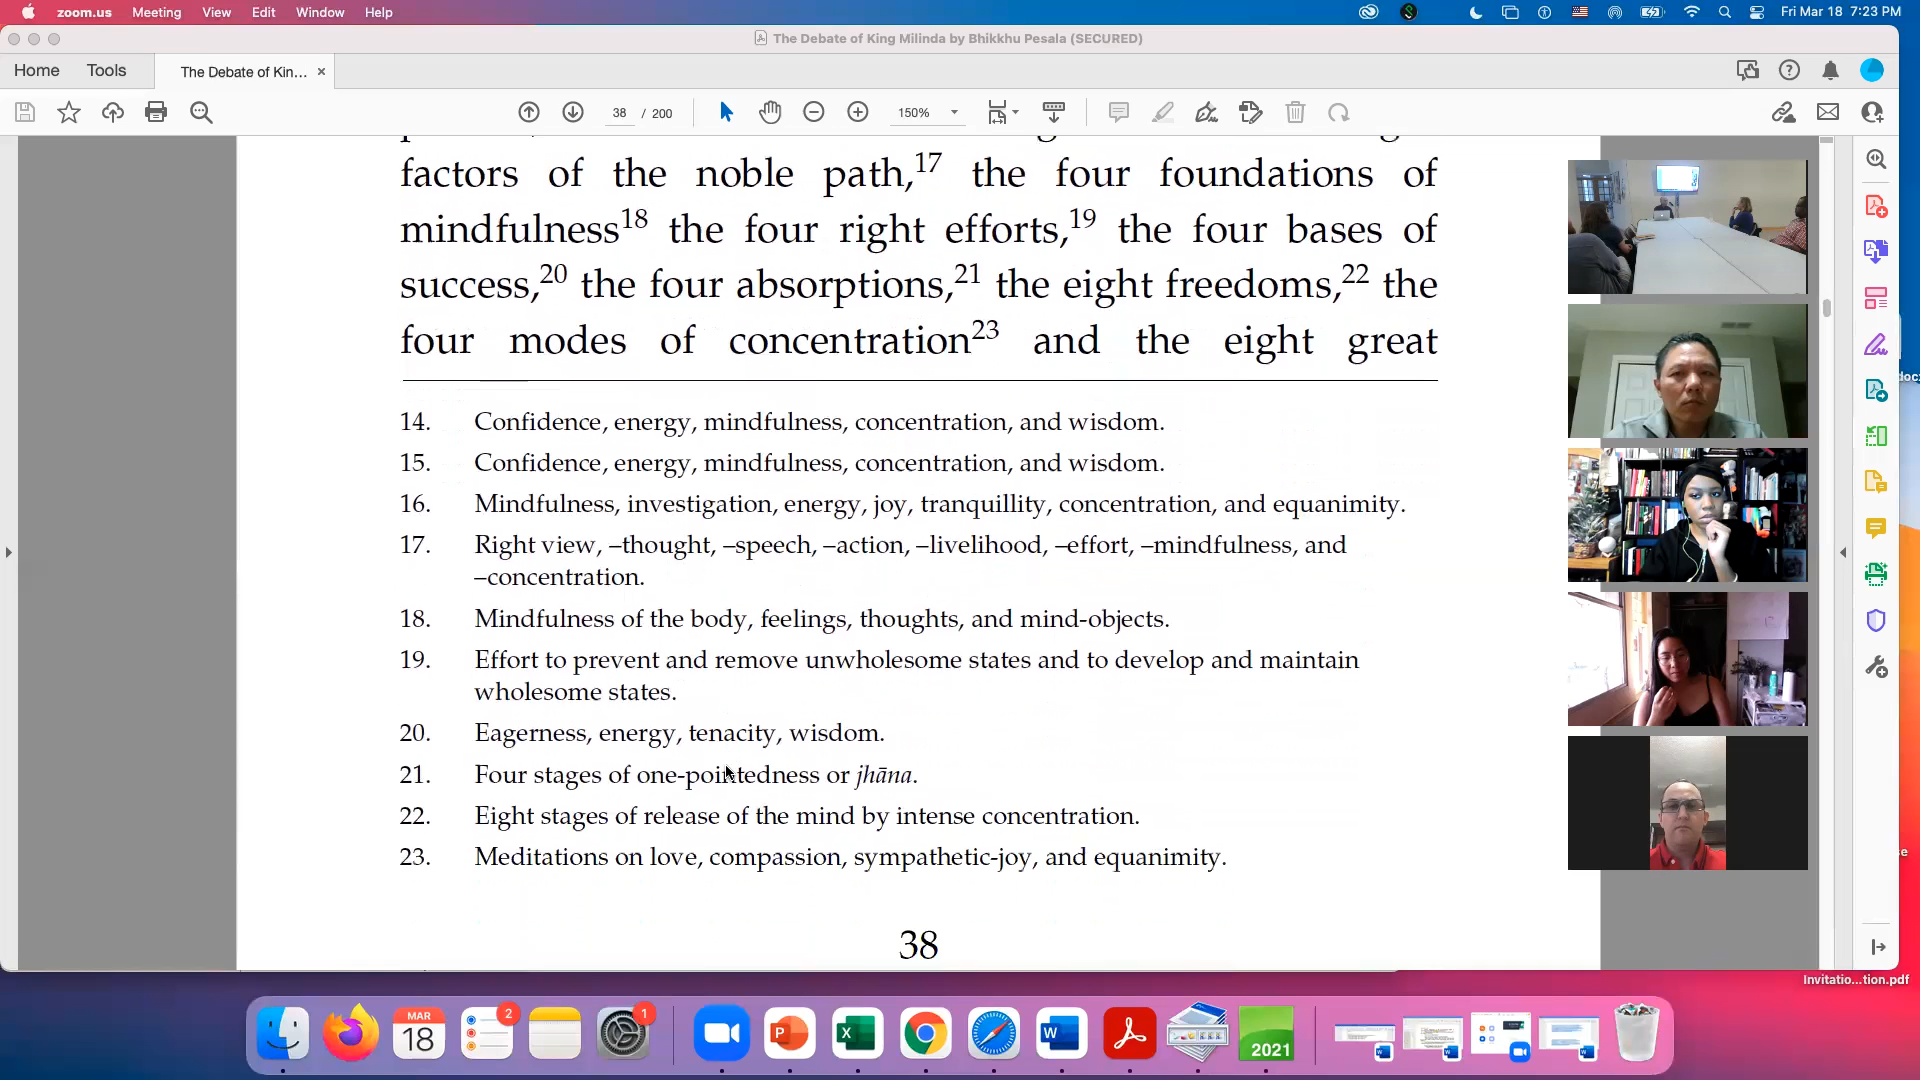 zoom.us Meeting View Edit Window Help Fri Mar 18 7:23 PM
The Debate of King Milinda by Bhikkhu Pesala (SECURED)
Home Tools The Debate of Kin... ×
38 / 200 150%
factors of the noble path,17 the four foundations of
mindfulness18 the four right efforts,19 the four bases of
success,20 the four absorptions,21 the eight freedoms,22 the
four modes of concentration23 and the eight great
14. Confidence, energy, mindfulness, concentration, and wisdom.
15. Confidence, energy, mindfulness, concentration, and wisdom.
16. Mindfulness, investigation, energy, joy, tranquillity, concentration, and equanimity.
17. Right view, –thought, –speech, –action, –livelihood, –effort, –mindfulness, and
–concentration.
18. Mindfulness of the body, feelings, thoughts, and mind-objects.
19. Effort to prevent and remove unwholesome states and to develop and maintain
wholesome states.
20. Eagerness, energy, tenacity, wisdom.
21. Four stages of one-pointedness or jhāna.
22. Eight stages of release of the mind by intense concentration.
23. Meditations on love, compassion, sympathetic-joy, and equanimity.
38
Invitatio...tion.pdf
MAR
18
2
1
2021